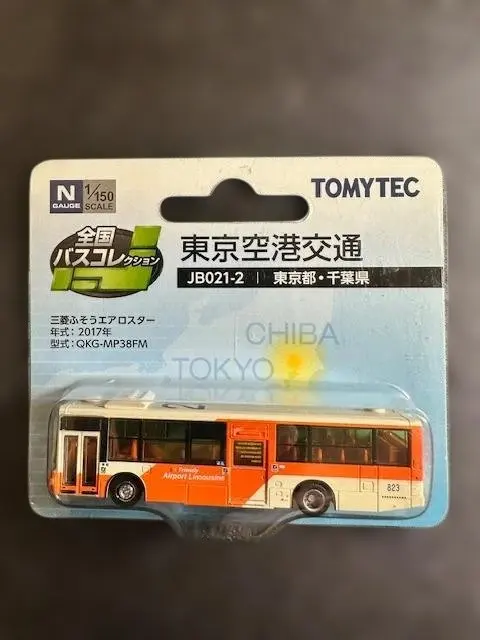 N
GAUGE
1/150
SCALE
TOMYTEC
全国
バスコレクション
東京空港交通
JB021-2 | 東京都・千葉県
三菱ふそうエアロスター
年式：2017年
型式：QKG-MP38FM
CHIBA
TOKYO
Friendly
Airport Limousine
823